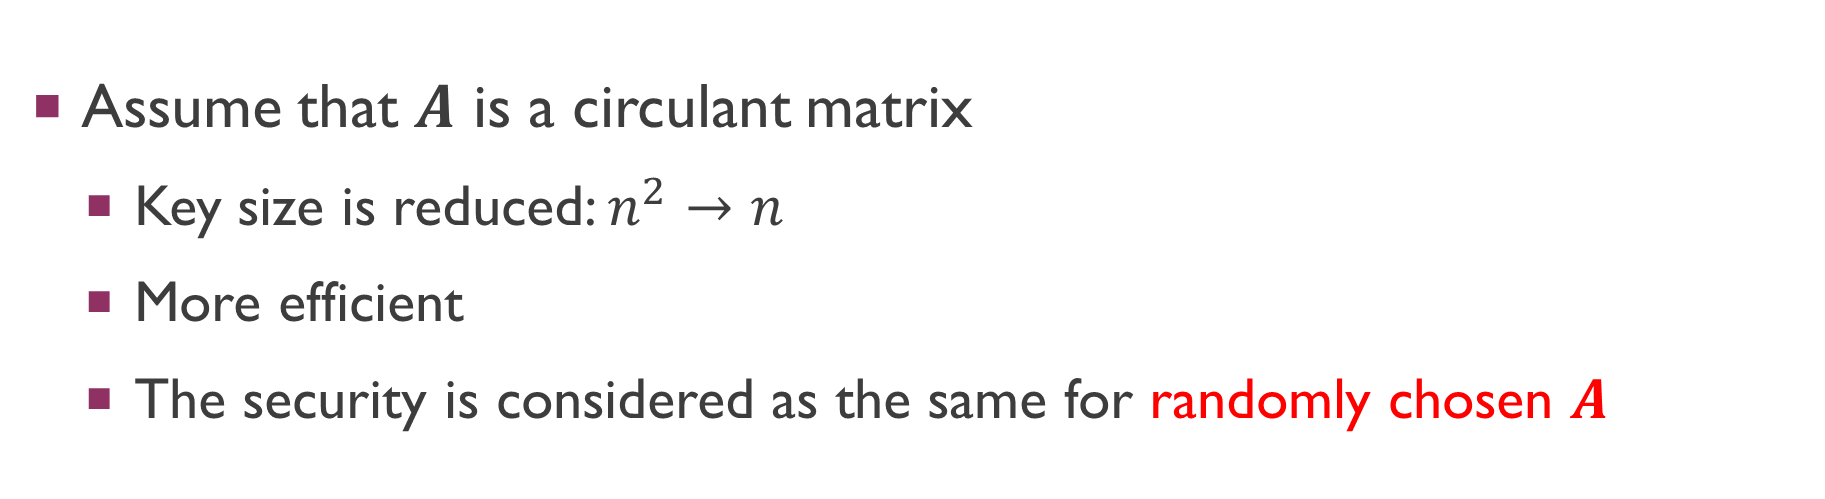 ▪ Assume that 𝑨 is a circulant matrix
▪ Key size is reduced: 𝑛² → 𝑛
▪ More efficient
▪ The security is considered as the same for randomly chosen 𝑨